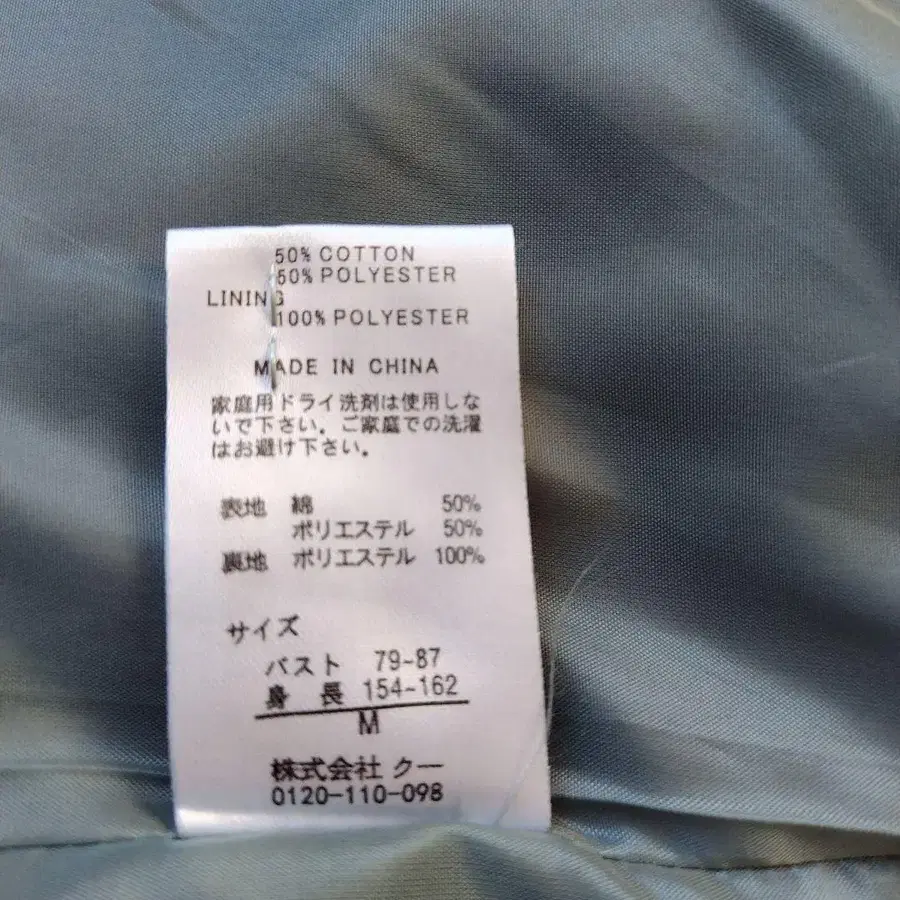 50% COTTON
50% POLYESTER
LINING
100% POLYESTER
MADE IN CHINA
家庭用ドライ洗剤は使用しな
いで下さい。ご家庭での洗濯
はお避け下さい。
表地 綿 50%
ポリエステル 50%
裏地 ポリエステル 100%
サイズ
バスト 79-87
身長 154-162
M
株式会社 クー
0120-110-098